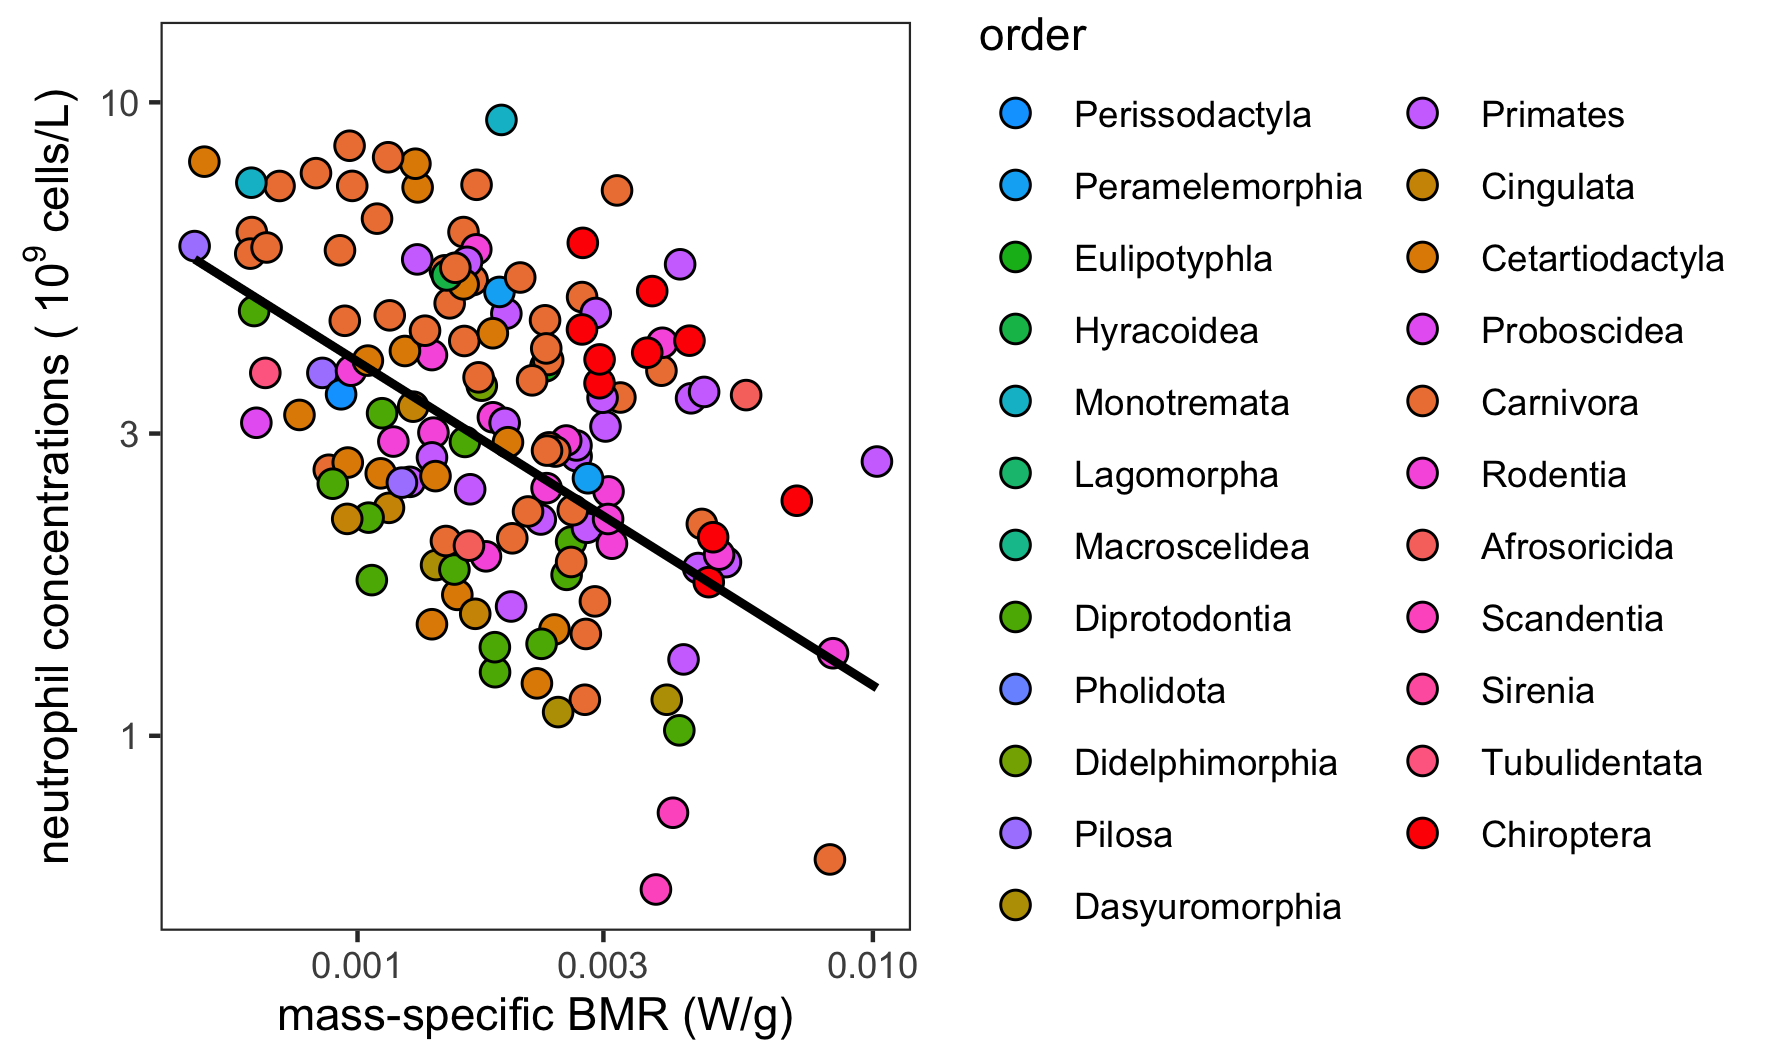 neutrophil concentrations ( 10⁹ cells/L)
10
3
1
0.001
0.003
0.010
mass-specific BMR (W/g)
order
Perissodactyla
Peramelemorphia
Eulipotyphla
Hyracoidea
Monotremata
Lagomorpha
Macroscelidea
Diprotodontia
Pholidota
Didelphimorphia
Pilosa
Dasyuromorphia
Primates
Cingulata
Cetartiodactyla
Proboscidea
Carnivora
Rodentia
Afrosoricida
Scandentia
Sirenia
Tubulidentata
Chiroptera